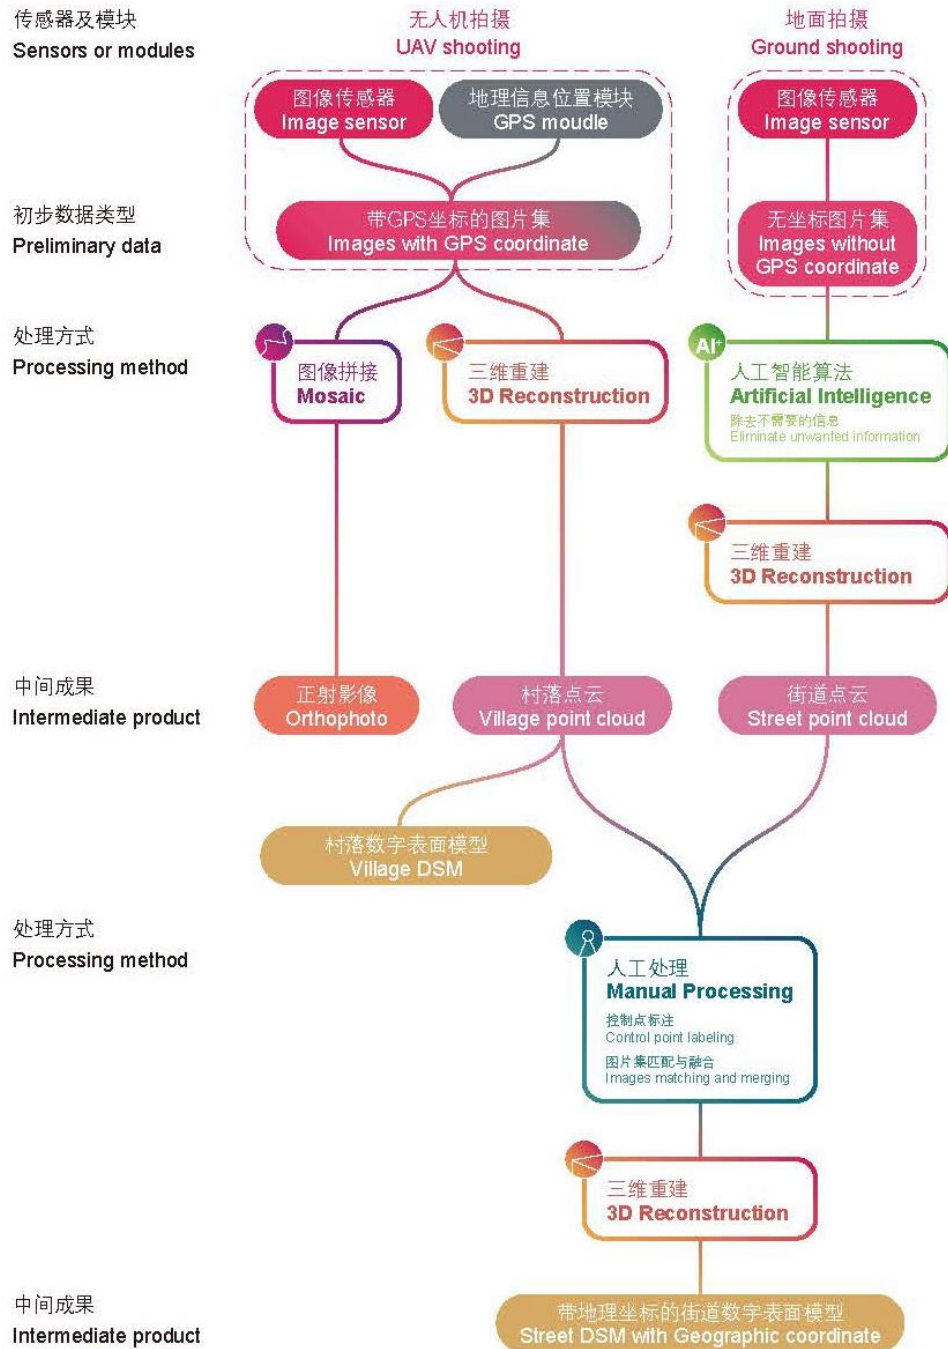 传感器及模块
Sensors or modules
无人机拍摄
UAV shooting
地面拍摄
Ground shooting
图像传感器
Image sensor
地理信息位置模块
GPS moudle
图像传感器
Image sensor
初步数据类型
Preliminary data
带GPS坐标的图片集
Images with GPS coordinate
无坐标图片集
Images without
GPS coordinate
处理方式
Processing method
图像拼接
Mosaic
三维重建
3D Reconstruction
AI+
人工智能算法
Artificial Intelligence
除去不需要的信息
Eliminate unwanted information
三维重建
3D Reconstruction
中间成果
Intermediate product
正射影像
Orthophoto
村落点云
Village point cloud
街道点云
Street point cloud
村落数字表面模型
Village DSM
处理方式
Processing method
人工处理
Manual Processing
控制点标注
Control point labeling
图片集匹配与融合
Images matching and merging
三维重建
3D Reconstruction
中间成果
Intermediate product
带地理坐标的街道数字表面模型
Street DSM with Geographic coordinate